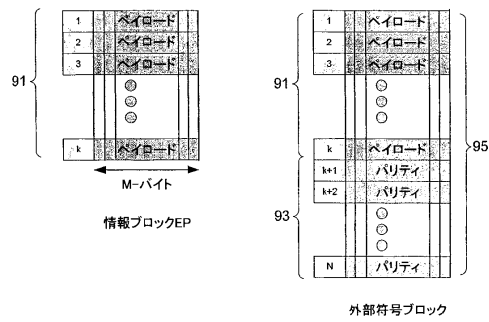 1 ペイロード
2 ペイロード
3 ペイロード
91
k ペイロード
M-バイト
情報ブロックEP
1 ペイロード
2 ペイロード
3 ペイロード
91
k ペイロード
95
k+1 パリティ
k+2 パリティ
93
N パリティ
外部符号ブロック